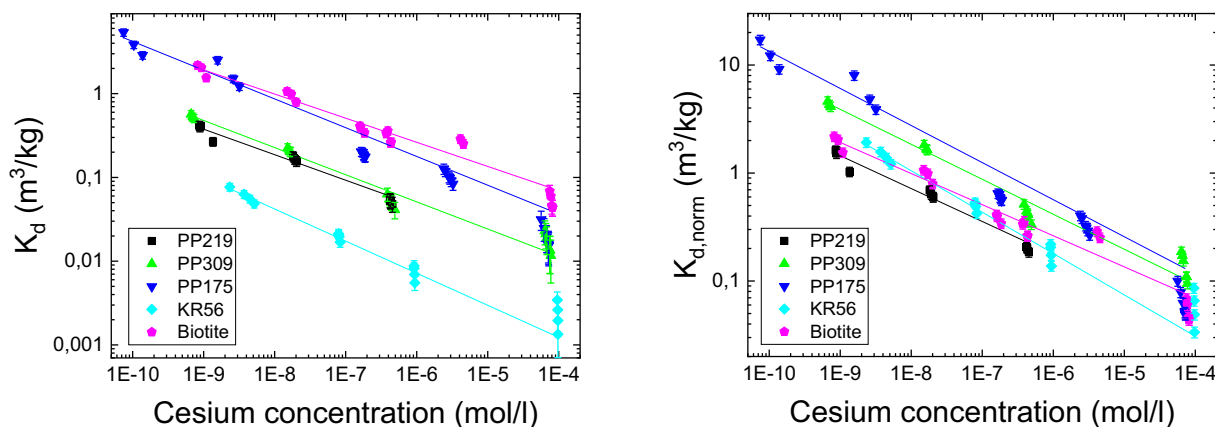 K_d (m³/kg)
1
0,1
0,01
0,001
PP219
PP309
PP175
KR56
Biotite
1E-10 1E-9 1E-8 1E-7 1E-6 1E-5 1E-4
Cesium concentration (mol/l)
K_d,norm (m³/kg)
10
1
0,1
PP219
PP309
PP175
KR56
Biotite
1E-10 1E-9 1E-8 1E-7 1E-6 1E-5 1E-4
Cesium concentration (mol/l)